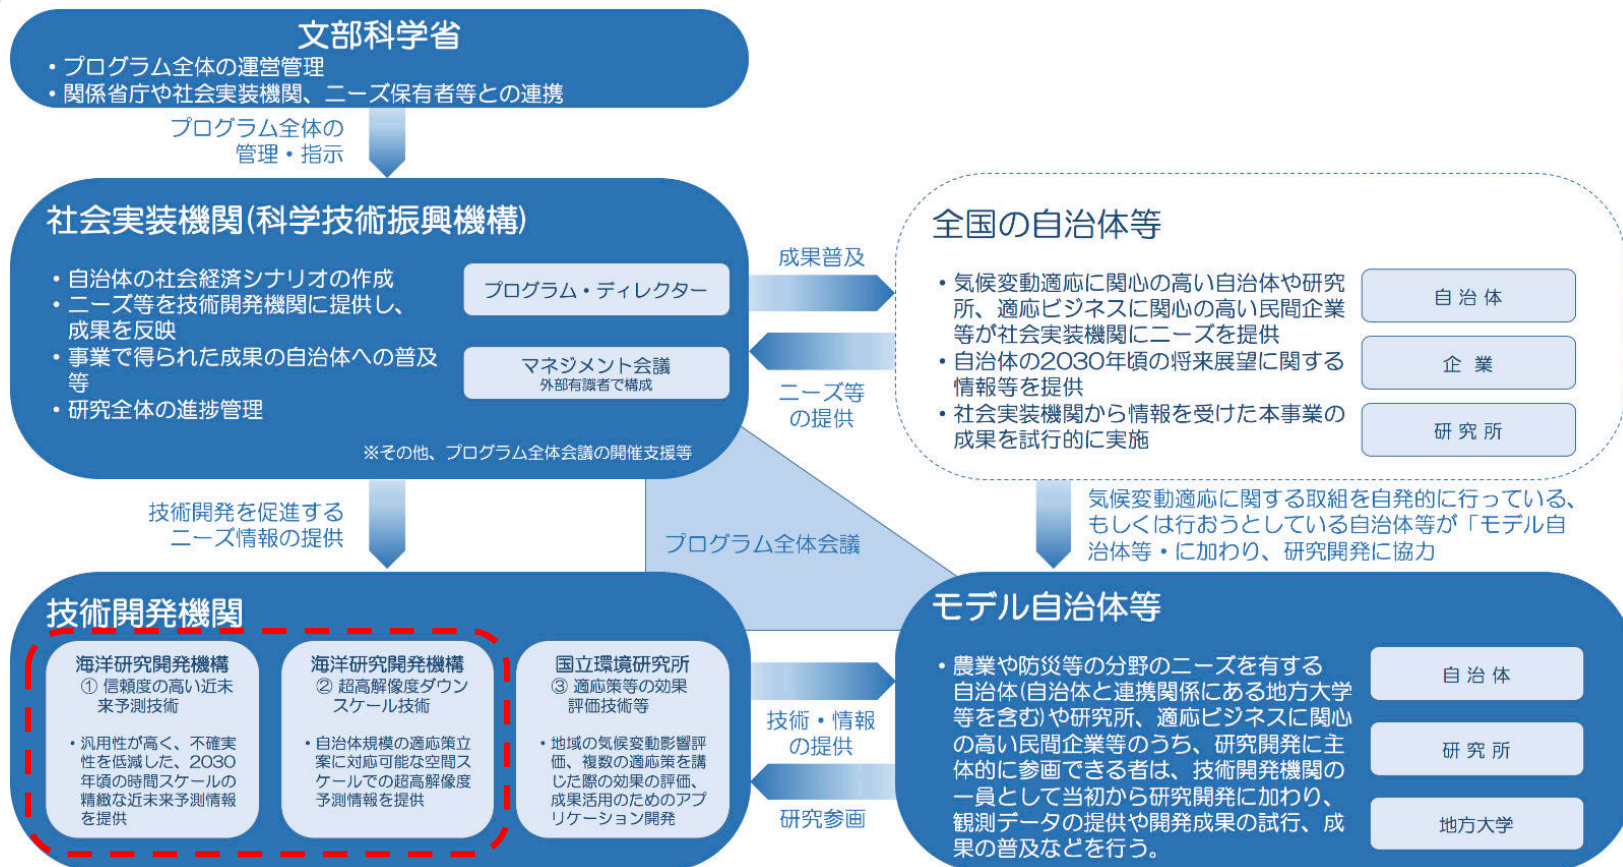 文部科学省
・プログラム全体の運営管理
・関係省庁や社会実装機関、ニーズ保有者等との連携
プログラム全体の
管理・指示
社会実装機関(科学技術振興機構)
・自治体の社会経済シナリオの作成
・ニーズ等を技術開発機関に提供し、
成果を反映
・事業で得られた成果の自治体への普及
等
・研究全体の進捗管理
プログラム・ディレクター
マネジメント会議
外部有識者で構成
※その他、プログラム全体会議の開催支援等
成果普及
ニーズ等
の提供
全国の自治体等
・気候変動適応に関心の高い自治体や研究
所、適応ビジネスに関心の高い民間企業
等が社会実装機関にニーズを提供
・自治体の2030年頃の将来展望に関する
情報等を提供
・社会実装機関から情報を受けた本事業の
成果を試行的に実施
自治体
企業
研究所
技術開発を促進する
ニーズ情報の提供
プログラム全体会議
気候変動適応に関する取組を自発的に行っている、
もしくは行おうとしている自治体等が「モデル自
治体等・に加わり、研究開発に協力
技術開発機関
海洋研究開発機構
① 信頼度の高い近未
来予測技術
・汎用性が高く、不確実
性を低減した、2030
年頃の時間スケールの
精緻な近未来予測情報
を提供
海洋研究開発機構
② 超高解像度ダウン
スケール技術
・自治体規模の適応策立
案に対応可能な空間ス
ケールでの超高解像度
予測情報を提供
国立環境研究所
③ 適応策等の効果
評価技術等
・地域の気候変動影響評
価、複数の適応策を講
じた際の効果の評価、
成果活用のためのアプ
リケーション開発
技術・情報
の提供
研究参画
モデル自治体等
・農業や防災等の分野のニーズを有する
自治体(自治体と連携関係にある地方大学
等を含む)や研究所、適応ビジネスに関心
の高い民間企業等のうち、研究開発に主
体的に参画できる者は、技術開発機関の
一員として当初から研究開発に加わり、
観測データの提供や開発成果の試行、成
果の普及などを行う。
自治体
研究所
地方大学